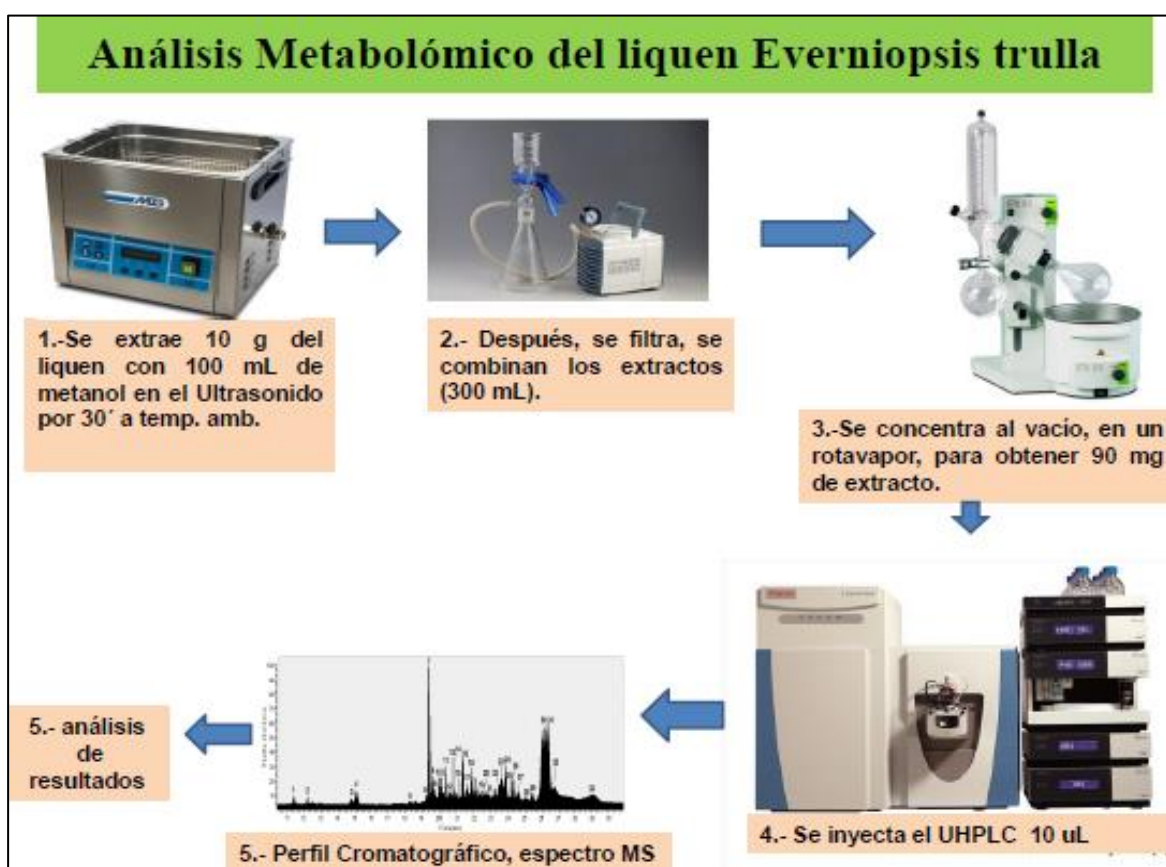 Análisis Metabolómico del liquen Everniopsis trulla
1.-Se extrae 10 g del
liquen con 100 mL de
metanol en el Ultrasonido
por 30´ a temp. amb.
2.- Después, se filtra, se
combinan los extractos
(300 mL).
3.-Se concentra al vacío, en un
rotavapor, para obtener 90 mg
de extracto.
4.- Se inyecta el UHPLC 10 uL
5.- Perfil Cromatográfico, espectro MS
5.- análisis
de
resultados